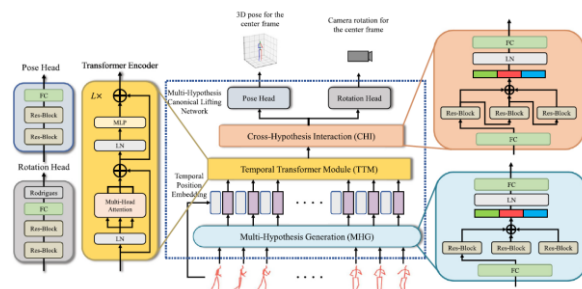 Pose Head
FC
Res-Block
Res-Block
Rotation Head
Rodrigues
FC
Res-Block
Res-Block
Transformer Encoder
L×
MLP
LN
Multi-Head
Attention
LN
3D pose for the
center frame
Camera rotation for the
center frame
Multi-Hypothesis
Canonical Lifting
Network
Pose Head
Rotation Head
Cross-Hypothesis Interaction (CHI)
Temporal Transformer Module (TTM)
Temporal
Position
Embedding
Multi-Hypothesis Generation (MHG)
FC
LN
Res-Block
Res-Block
Res-Block
FC
FC
LN
Res-Block
Res-Block
Res-Block
FC